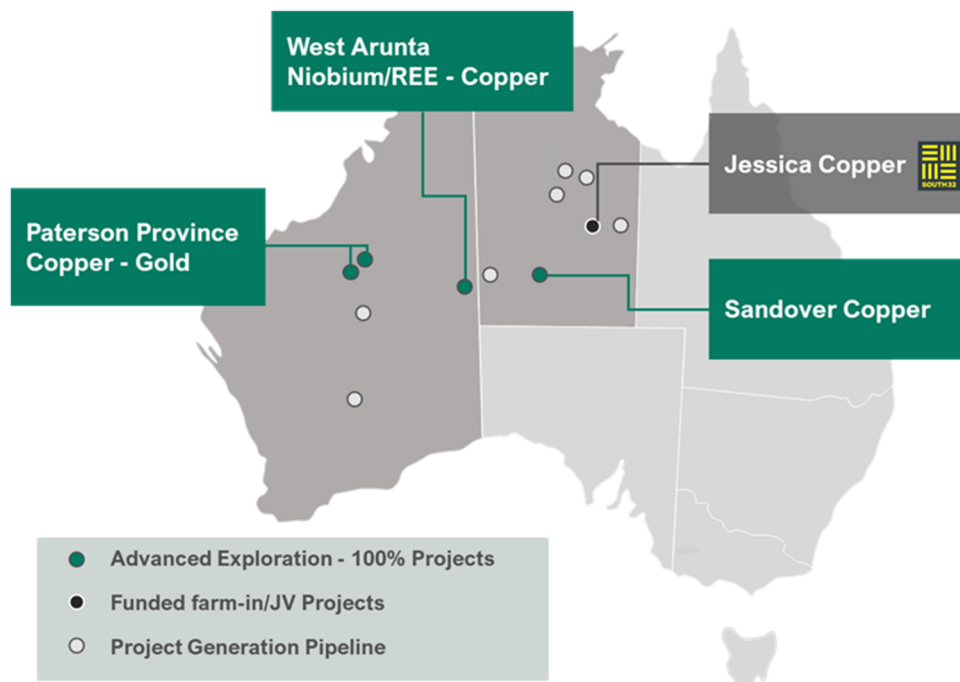 West Arunta
Niobium/REE - Copper
Jessica Copper
SOUTH32
Paterson Province
Copper - Gold
Sandover Copper
Advanced Exploration - 100% Projects
Funded farm-in/JV Projects
Project Generation Pipeline